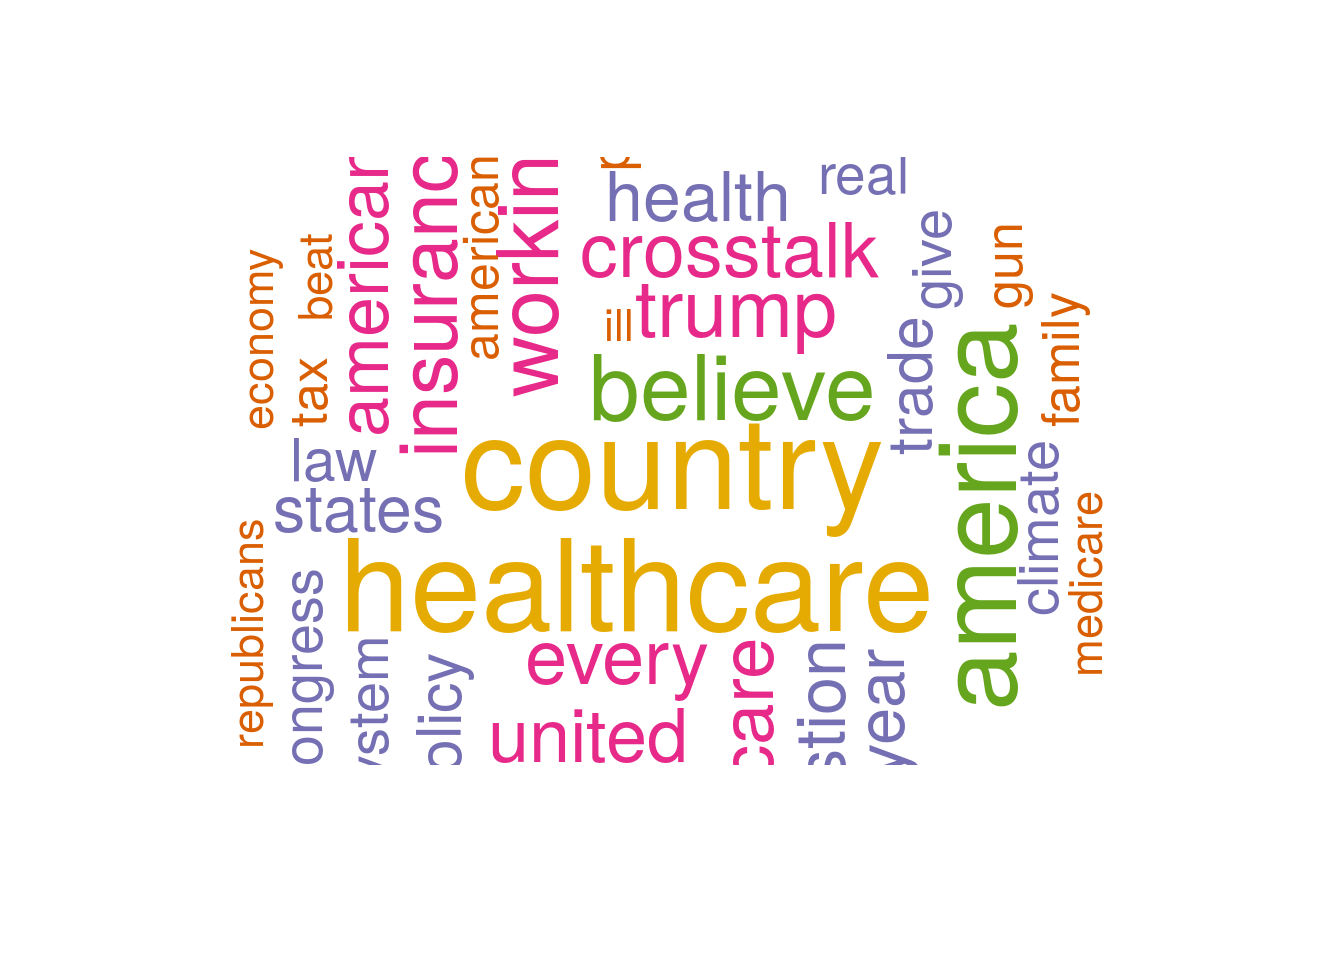 health
real
crosstalk
ill
trump
believe
country
law
states
healthcare
every
united
economy
beat
tax
americar
insuranc
american
workin
give
gun
trade
america
family
climate
medicare
republicans
ongress
ystem
olicy
care
stion
year
p